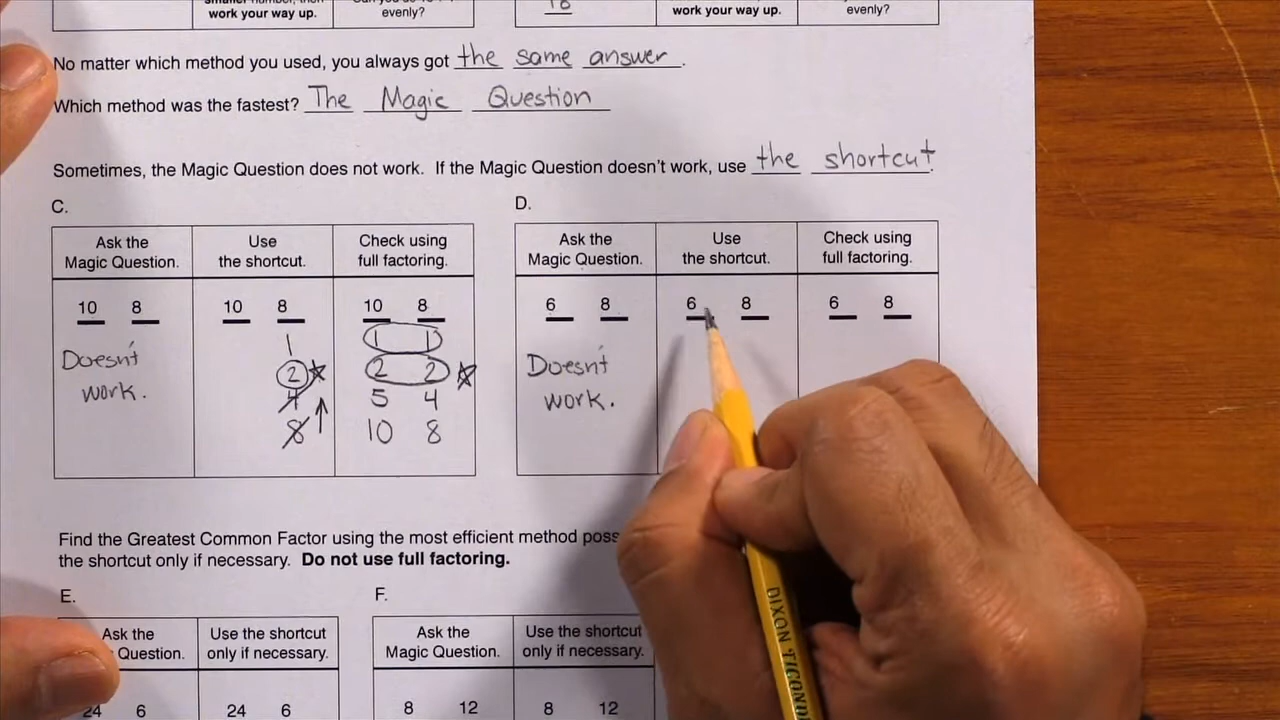 work your way up. evenly? work your way up. evenly?
No matter which method you used, you always got the same answer.
Which method was the fastest? The Magic Question
Sometimes, the Magic Question does not work. If the Magic Question doesn't work, use the shortcut.
C.
Ask the Magic Question.
Use the shortcut.
Check using full factoring.
10 8
Doesn't
work.
10 8
1
2
4
8
10 8
1 1
2 2
5 4
10 8
D.
Ask the Magic Question.
Use the shortcut.
Check using full factoring.
6 8
Doesn't
work.
6 8
6 8
Find the Greatest Common Factor using the most efficient method
the shortcut only if necessary. Do not use full factoring.
E.
Ask the
Question.
Use the shortcut
only if necessary.
24 6
24 6
F.
Ask the
Magic Question.
Use the shortcut
only if necessary.
8 12
8 12
DIXON